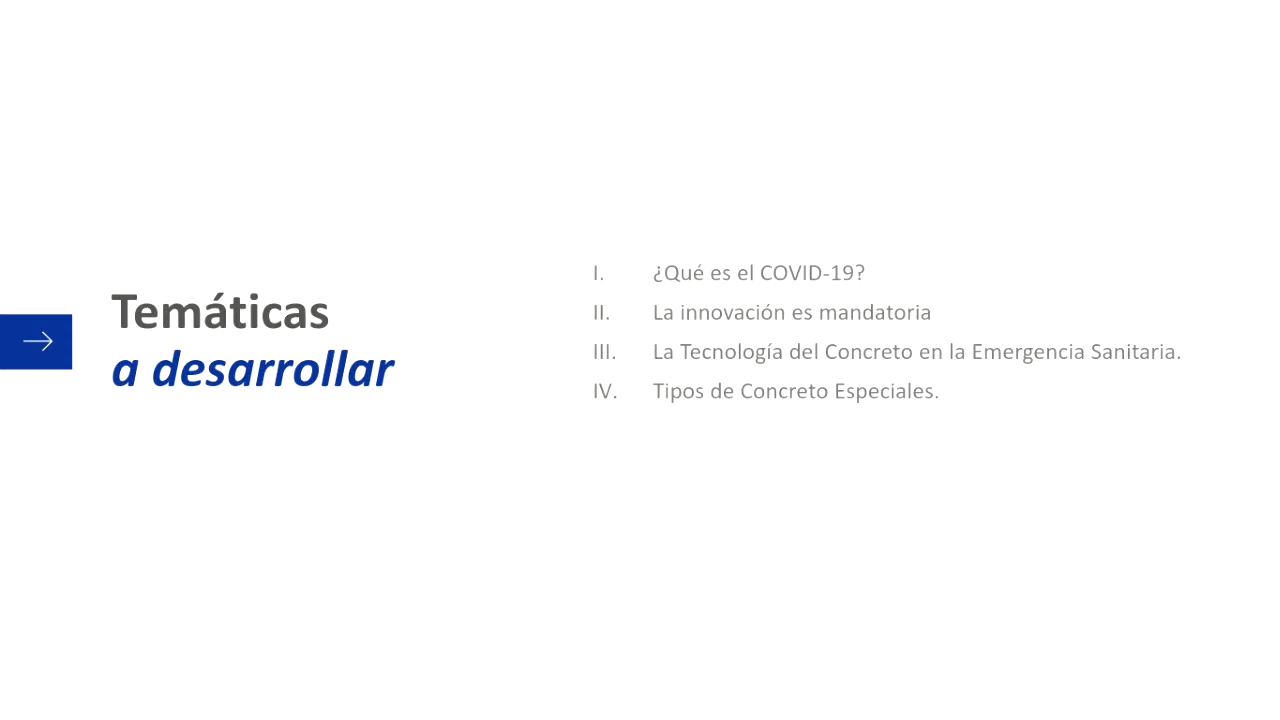 Temáticas
a desarrollar
I. ¿Qué es el COVID-19?
II. La innovación es mandatoria
III. La Tecnología del Concreto en la Emergencia Sanitaria.
IV. Tipos de Concreto Especiales.